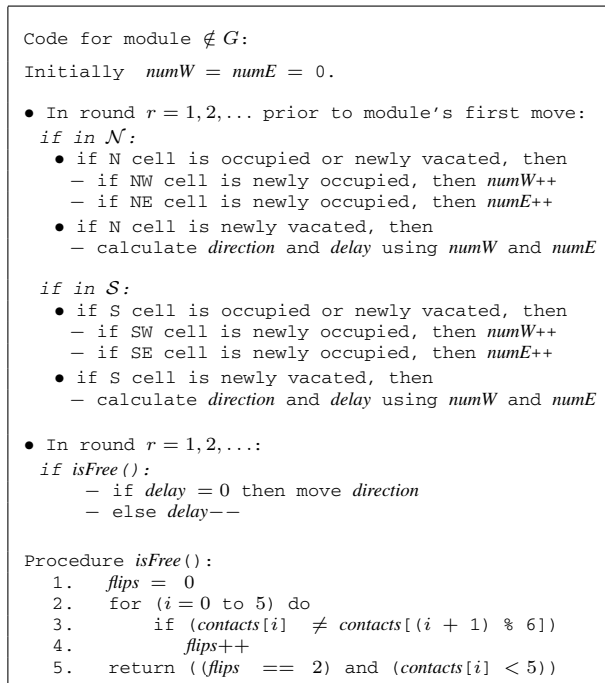 Code for module ∉ G:
Initially numW = numE = 0.
• In round r = 1, 2, . . . prior to module's first move:
if in N:
• if N cell is occupied or newly vacated, then
− if NW cell is newly occupied, then numW++
− if NE cell is newly occupied, then numE++
• if N cell is newly vacated, then
− calculate direction and delay using numW and numE
if in S:
• if S cell is occupied or newly vacated, then
− if SW cell is newly occupied, then numW++
− if SE cell is newly occupied, then numE++
• if S cell is newly vacated, then
− calculate direction and delay using numW and numE
• In round r = 1, 2, . . .:
if isFree():
− if delay = 0 then move direction
− else delay−−
Procedure isFree():
1. flips = 0
2. for (i = 0 to 5) do
3. if (contacts[i] ≠ contacts[(i + 1) % 6])
4. flips++
5. return ((flips == 2) and (contacts[i] < 5))